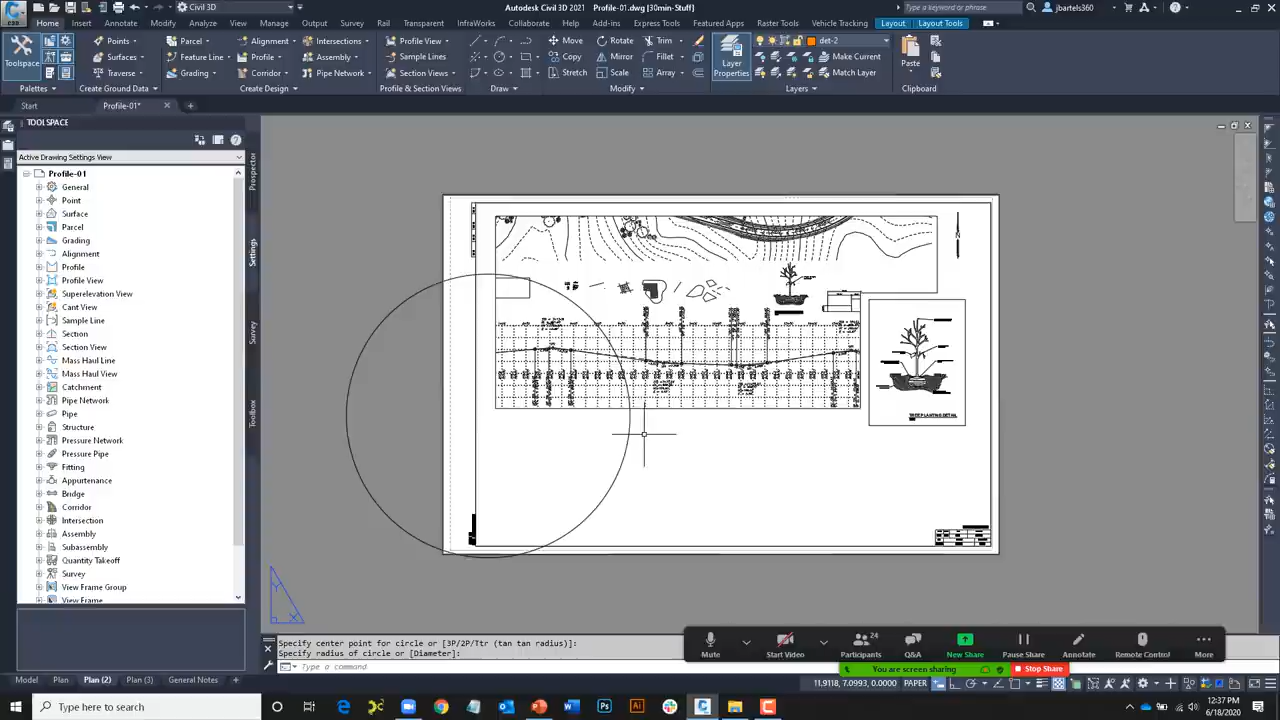 Civil 3D
Autodesk Civil 3D 2021 Profile-01.dwg [30min-Stuff]
Type a keyword or phrase
jbartels360
Home Insert Annotate Modify Analyze View Manage Output Survey Rail Transparent InfraWorks Collaborate Help Add-ins Express Tools Featured Apps Raster Tools Vehicle Tracking Layout Layout Tools
Toolspace
Points
Surfaces
Traverse
Parcel
Feature Line
Grading
Alignment
Profile
Corridor
Intersections
Assembly
Pipe Network
Profile View
Sample Lines
Section Views
Move
Copy
Stretch
Rotate
Mirror
Scale
Trim
Fillet
Array
Layer
Properties
det-2
Make Current
Match Layer
Paste
Palettes Create Ground Data Create Design Profile & Section Views Draw Modify Layers Clipboard
Start Profile-01*
TOOLSPACE
Active Drawing Settings View
Profile-01
General
Point
Surface
Parcel
Grading
Alignment
Profile
Profile View
Superelevation View
Cant View
Sample Line
Section
Section View
Mass Haul Line
Mass Haul View
Catchment
Pipe Network
Pipe
Structure
Pressure Network
Pressure Pipe
Fitting
Appurtenance
Bridge
Corridor
Intersection
Assembly
Subassembly
Quantity Takeoff
Survey
View Frame Group
View Frame
Prospector
Settings
Survey
Toolbox
N
TREE PLANTING DETAIL
Y
X
Specify center point for circle or [3P/2P/Ttr (tan tan radius)]:
Specify radius of circle or [Diameter]:
Type a command
Mute
Start Video
24
Participants
Q&A
New Share
Pause Share
Annotate
Remote Control
More
You are screen sharing
Stop Share
Main Plan Plan (2) Plan (3) General Notes
11.9118, 7.0993, 0.0000 PAPER
Type here to search
12:37 PM
6/18/2020